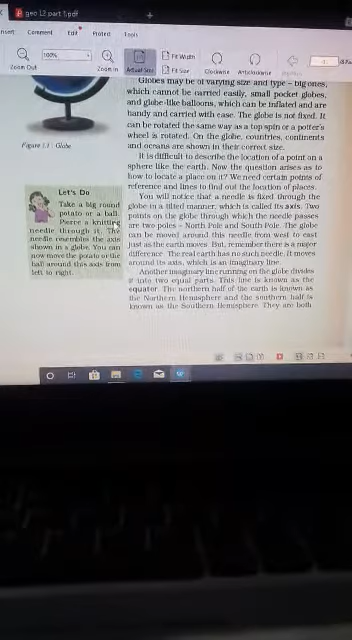 geo L2 part 1.pdf
+
Insert Comment Edit Protect Tools
100%
Zoom Out Zoom In Actual Size Fit Width Fit Size Clockwise Anticlockwise
Globes may be of varying size and type – big ones,
which cannot be carried easily, small pocket globes,
and globe-like balloons, which can be inflated and are
handy and carried with ease. The globe is not fixed. It
can be rotated the same way as a top spin or a potter's
wheel is rotated. On the globe, countries, continents
and oceans are shown in their correct size.
It is difficult to describe the location of a point on a
sphere like the earth. Now the question arises as to
how to locate a place on it? We need certain points of
reference and lines to find out the location of places.
You will notice that a needle is fixed through the
globe in a tilted manner, which is called its axis. Two
points on the globe through which the needle passes
are two poles – North Pole and South Pole. The globe
can be moved around this needle from west to east
just as the earth moves. But, remember there is a major
difference. The real earth has no such needle. It moves
around its axis, which is an imaginary line.
Another imaginary line running on the globe divides
it into two equal parts. This line is known as the
equator. The northern half of the earth is known as
the Northern Hemisphere and the southern half is
known as the Southern Hemisphere. They are both
Figure 1.1 : Globe
Let's Do
Take a big round
potato or a ball.
Pierce a knitting
needle through it. The
needle resembles the axis
shown in a globe. You can
now move the potato or the
ball around this axis from
left to right.